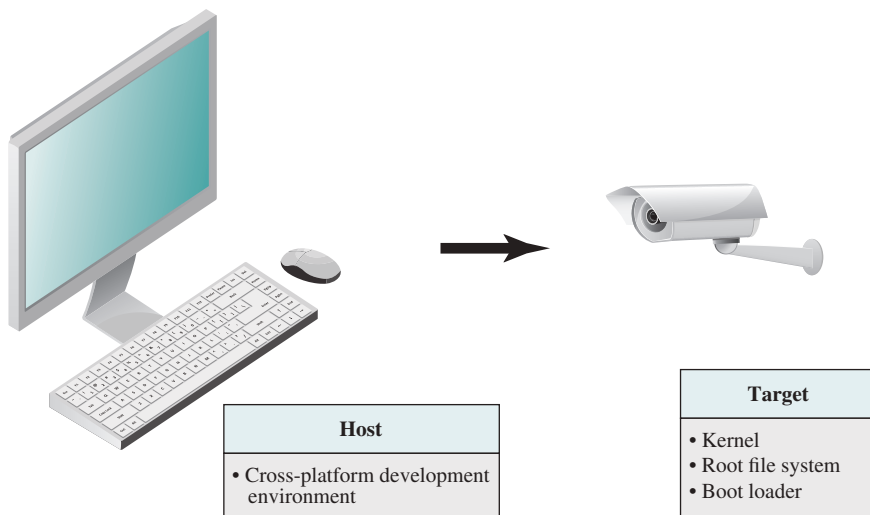 Host
• Cross-platform development
environment
Target
• Kernel
• Root file system
• Boot loader